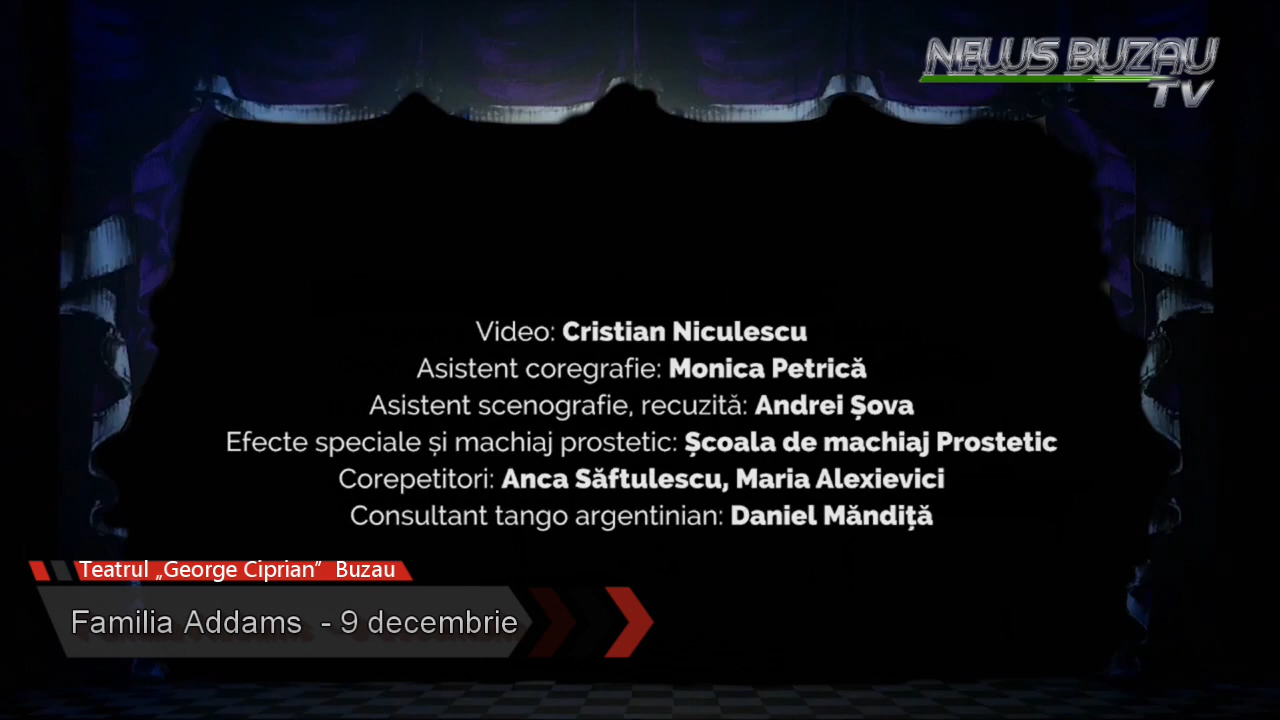 NEWS BUZAU
TV
Video: Cristian Niculescu
Asistent coregrafie: Monica Petrică
Asistent scenografie, recuzită: Andrei Șova
Efecte speciale și machiaj prostetic: Școala de machiaj Prostetic
Corepetitori: Anca Săftulescu, Maria Alexievici
Consultant tango argentinian: Daniel Măndiță
Teatrul „George Ciprian” Buzau
Familia Addams - 9 decembrie